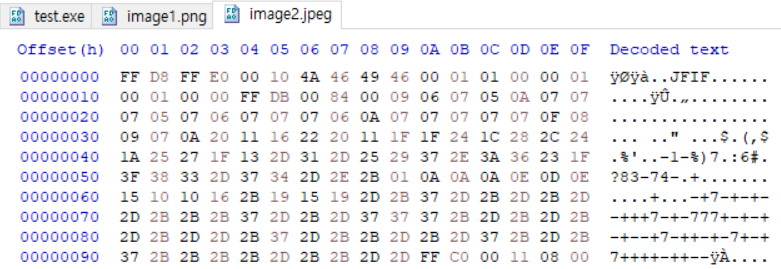 test.exe image1.png image2.jpeg
Offset(h) 00 01 02 03 04 05 06 07 08 09 0A 0B 0C 0D 0E 0F Decoded text
00000000 FF D8 FF E0 00 10 4A 46 49 46 00 01 01 00 00 01 ÿØÿà..JFIF......
00000010 00 01 00 00 FF DB 00 84 00 09 06 07 05 0A 07 07 ....ÿÛ.„........
00000020 07 05 07 06 07 07 07 06 0A 07 07 07 07 07 0F 08 ................
00000030 09 07 0A 20 11 16 22 20 11 1F 1F 24 1C 28 2C 24 ... .." ...$.(,$
00000040 1A 25 27 1F 13 2D 31 2D 25 29 37 2E 3A 36 23 1F .%'..-1-%)7.:6#.
00000050 3F 38 33 2D 37 34 2D 2E 2B 01 0A 0A 0A 0E 0D 0E ?83-74-.+.......
00000060 15 10 10 16 2B 19 15 19 2D 2B 37 2D 2B 2D 2B 2D ....+...-+7-+-+-
00000070 2D 2B 2B 2B 37 2D 2B 2D 37 37 37 2B 2D 2B 2D 2B -+++7-+-777+-+-+
00000080 2D 2B 2D 2B 37 2D 2B 2B 2D 2B 2D 37 2B 2D 2B -+--+7-++-+-7+-+
00000090 37 2B 2B 2B 2B 2D 2B 2B 2D 2D FF C0 00 11 08 00 7++++-++--ÿÀ....